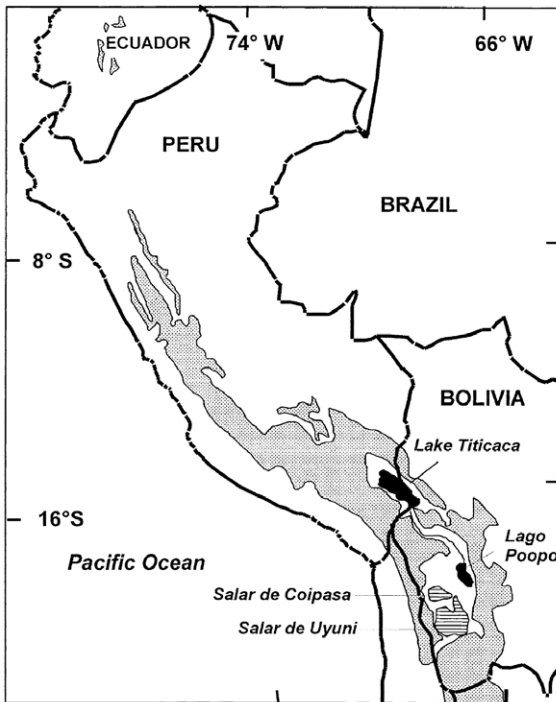 74° W
66° W
ECUADOR
PERU
BRAZIL
8° S
BOLIVIA
Lake Titicaca
16°S
Lago
Poopo
Pacific Ocean
Salar de Coipasa
Salar de Uyuni